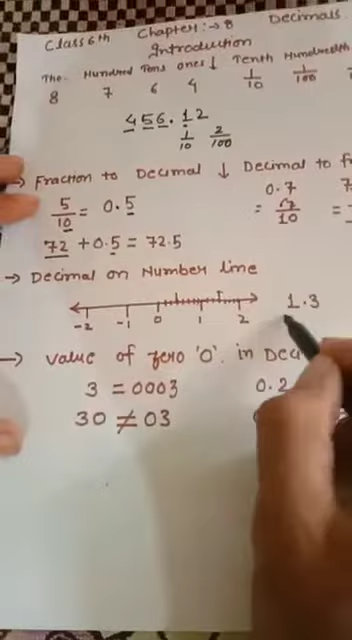 Class 6th Chapter:→ 8 Decimals.
Introduction
Tho. Hundred Tens ones ↓ Tenth Hundredth
8 7 6 4 1/10 1/100
456.12
1/10 2/100
→ Fraction to Decimal ↓ Decimal to
5/10 = 0.5 0.7
= 7/10 =
72 + 0.5 = 72.5
→ Decimal on Number line
-2 -1 0 1 2 1.3
→ value of zero '0'. in
3 = 0003 0.2
30 ≠ 03